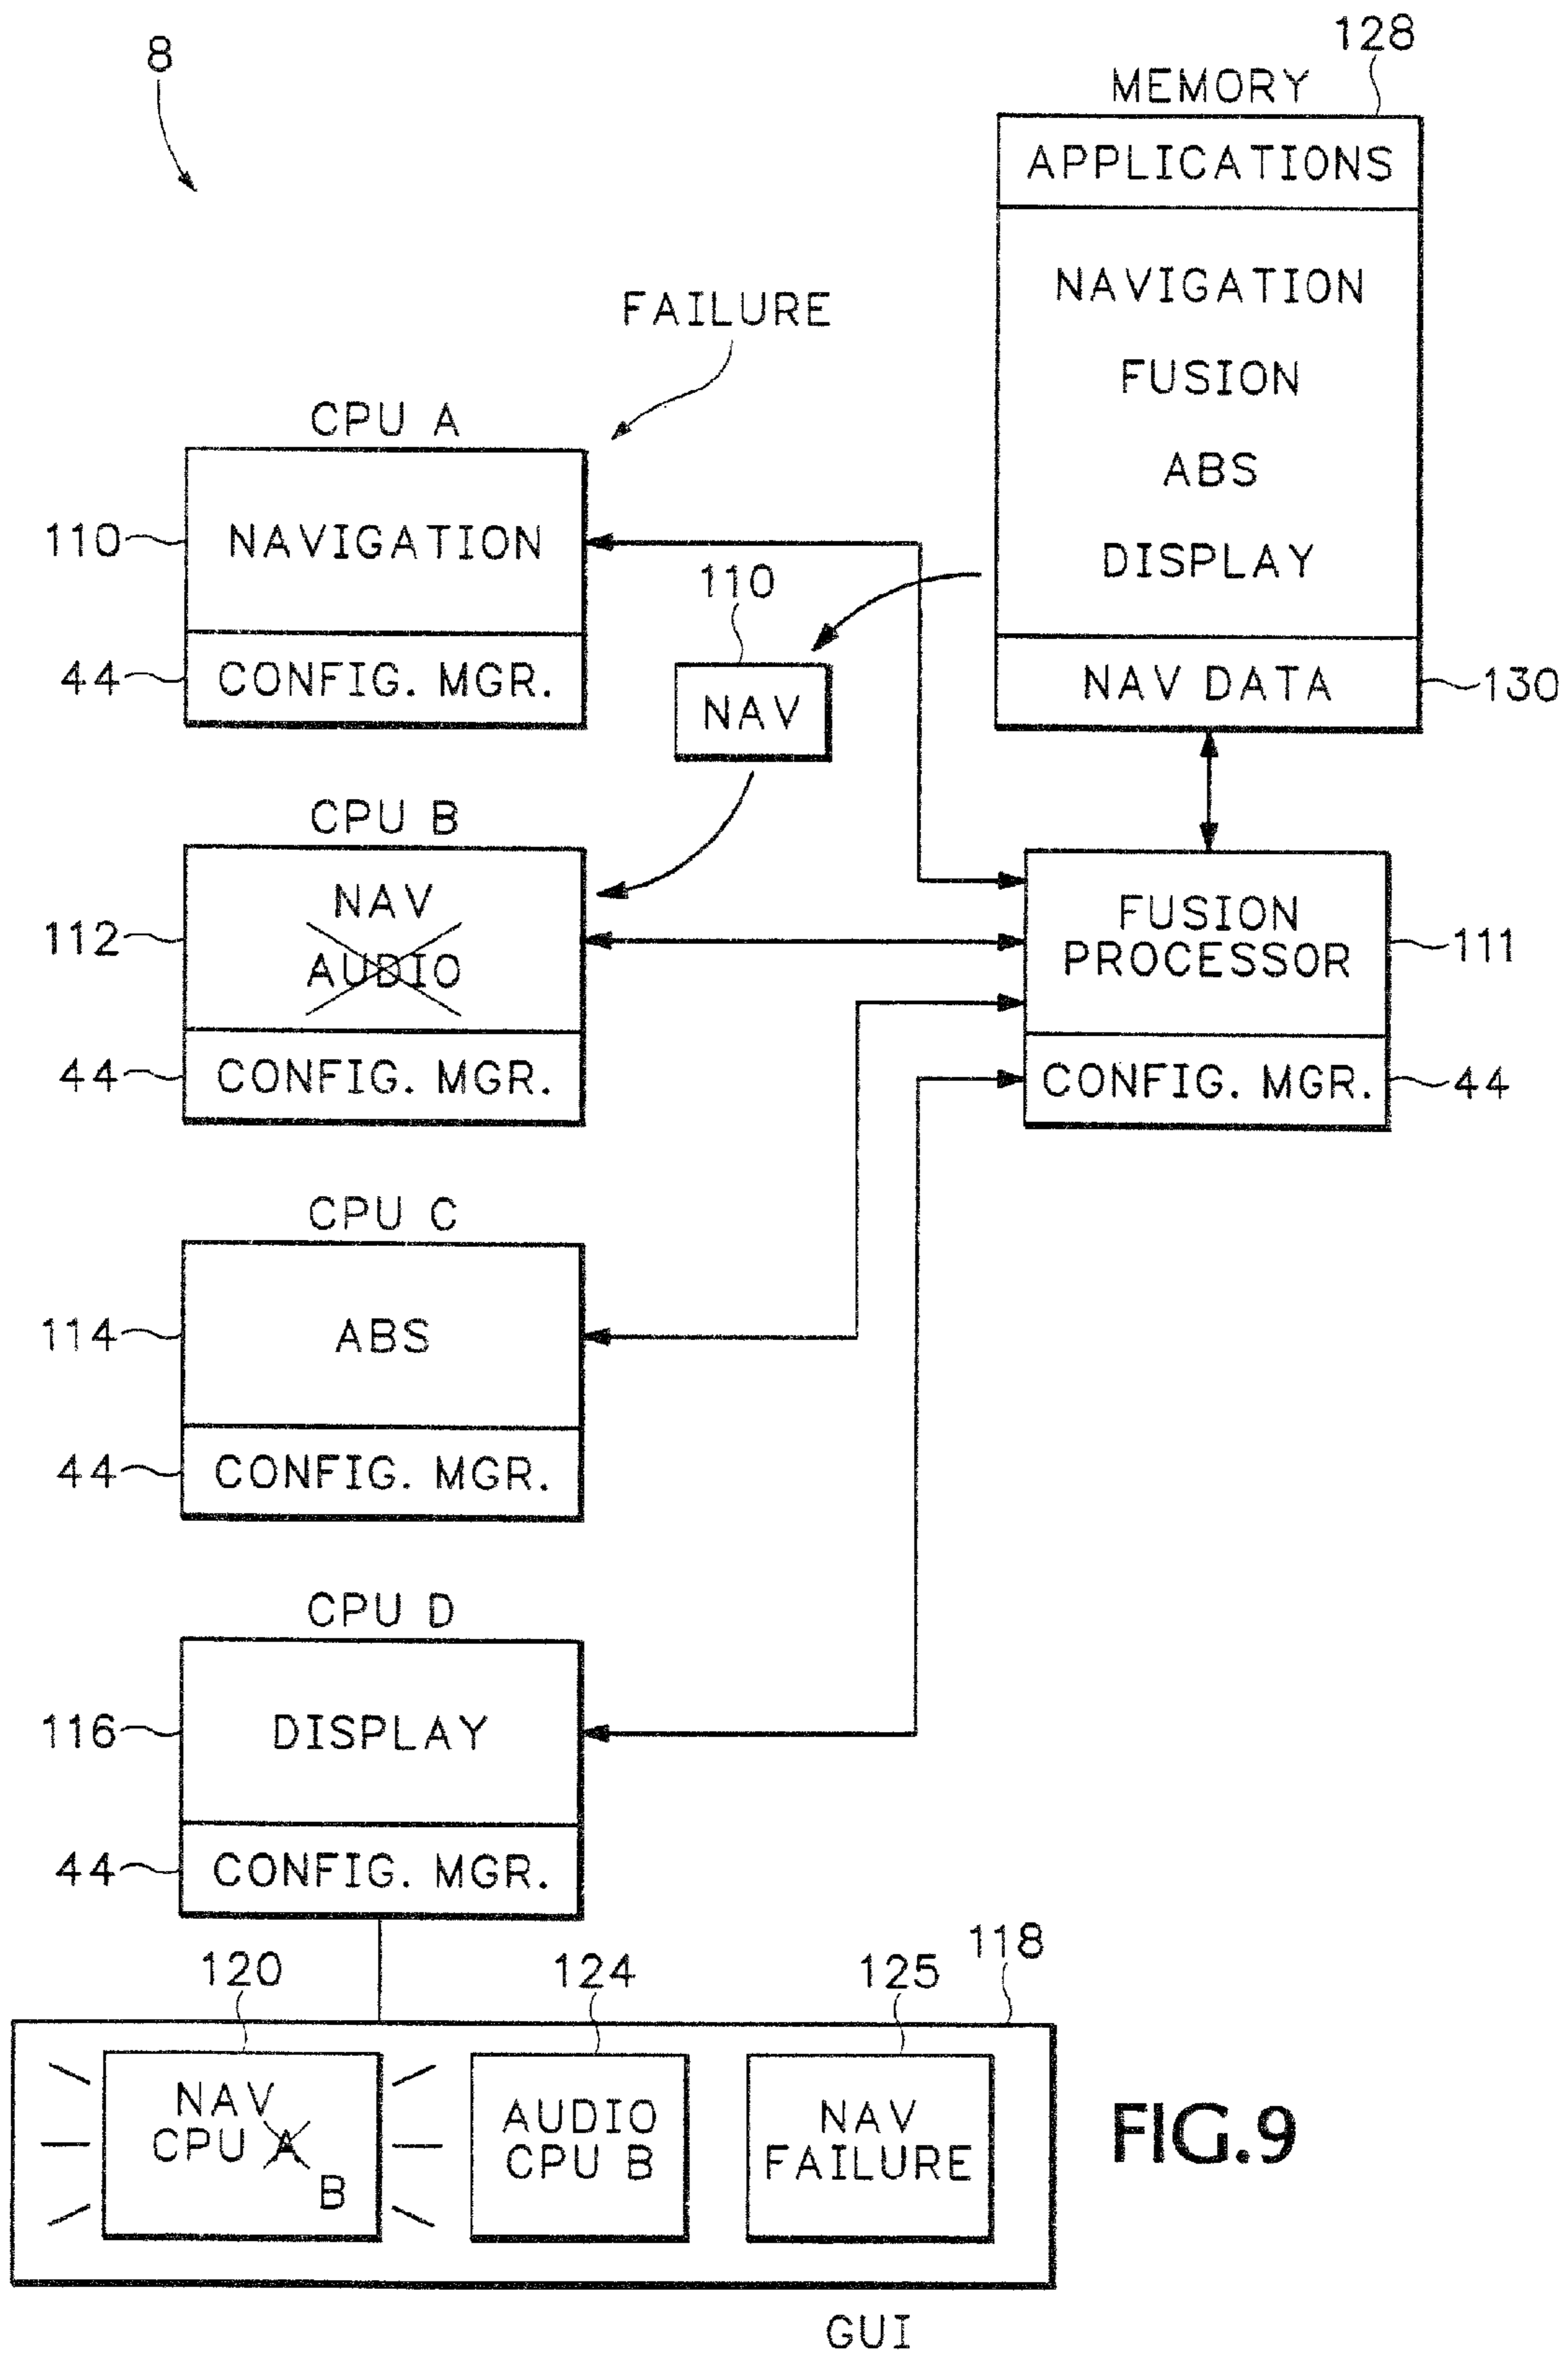 8
128
MEMORY
APPLICATIONS
NAVIGATION
FUSION
ABS
DISPLAY
NAV DATA
130
FAILURE
CPU A
110
NAVIGATION
44
CONFIG. MGR.
110
NAV
CPU B
112
NAV
AUDIO
44
CONFIG. MGR.
FUSION
PROCESSOR
111
CONFIG. MGR.
44
CPU C
114
ABS
44
CONFIG. MGR.
CPU D
116
DISPLAY
44
CONFIG. MGR.
118
120
NAV
CPU A
B
124
AUDIO
CPU B
125
NAV
FAILURE
GUI
FIG.9